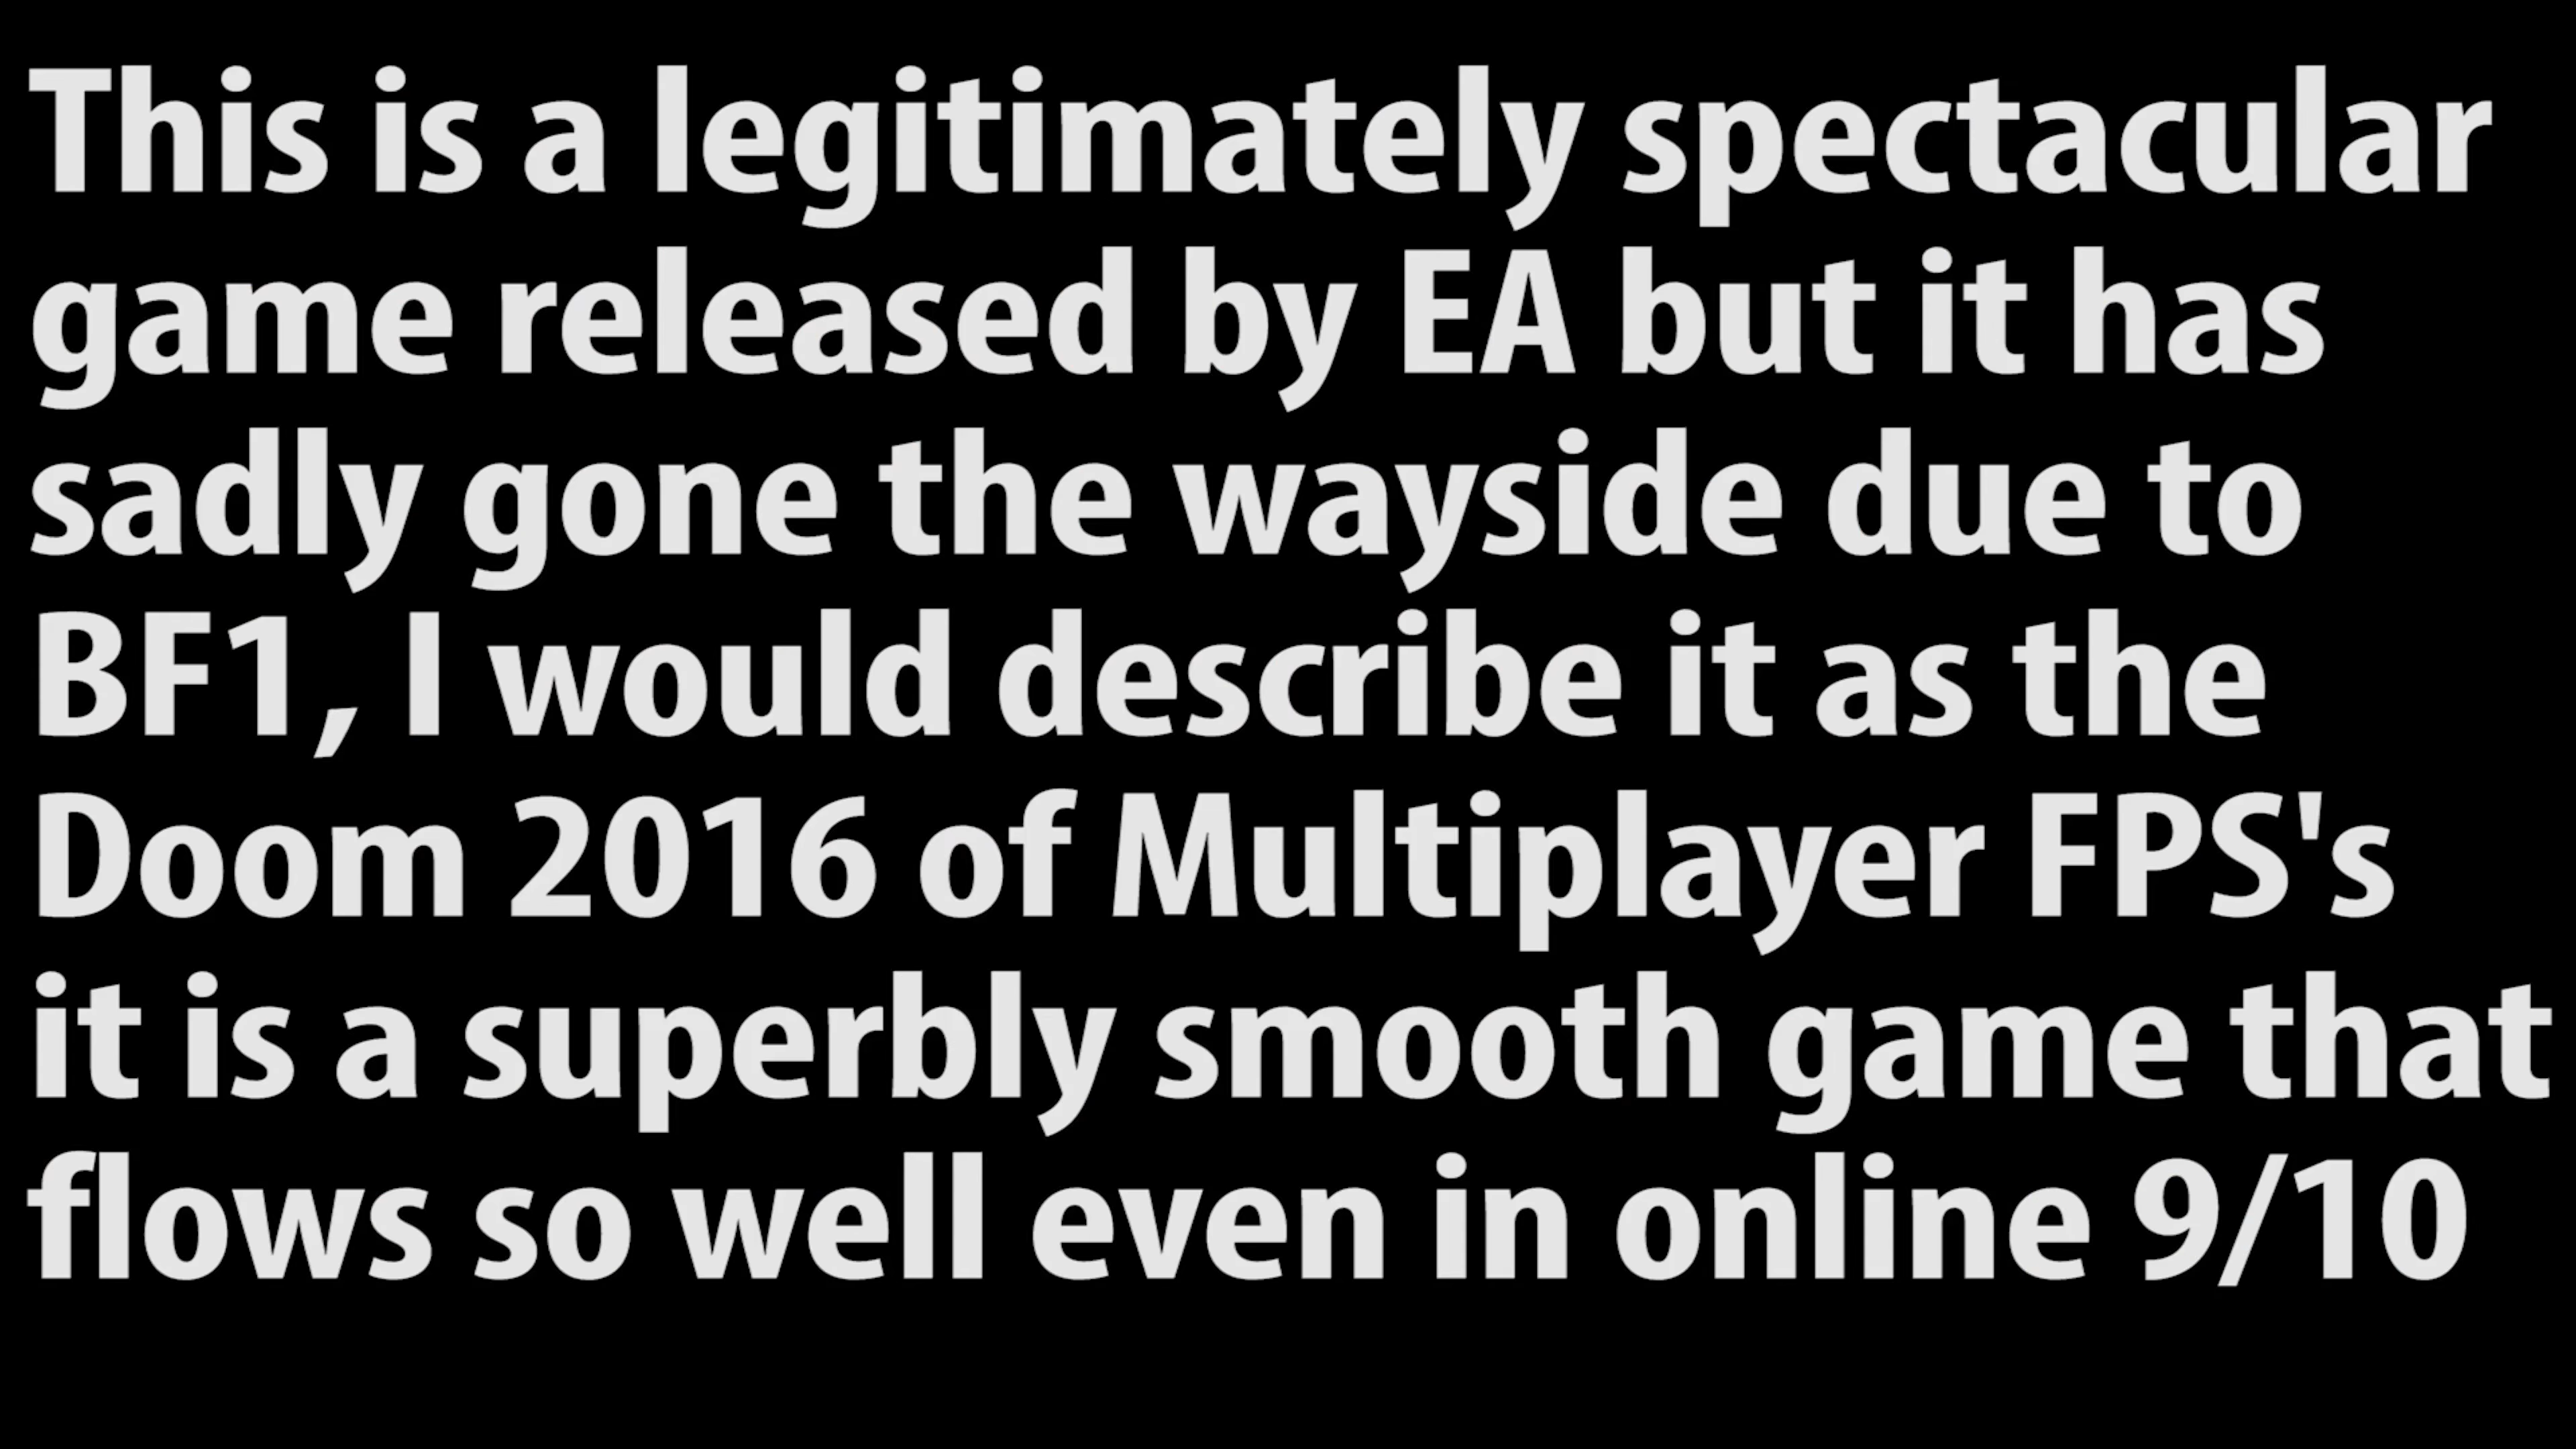 This is a legitimately spectacular
game released by EA but it has
sadly gone the wayside due to
BF1, I would describe it as the
Doom 2016 of Multiplayer FPS's
it is a superbly smooth game that
flows so well even in online 9/10